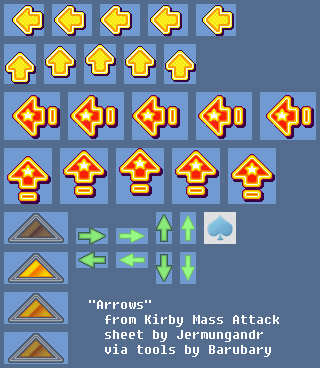 "Arrows"
from Kirby Mass Attack
sheet by Jermungandr
via tools by Barubary